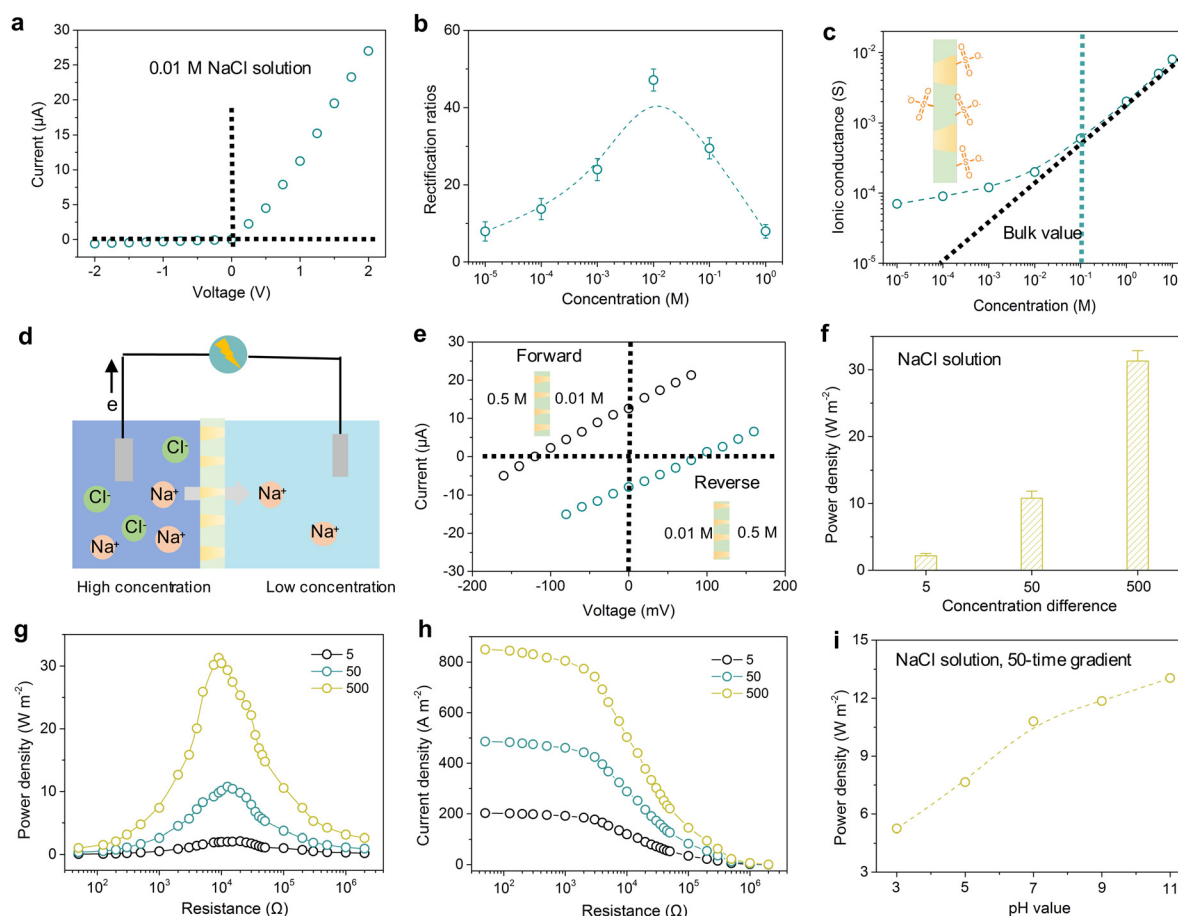 a
0.01 M NaCl solution
Current (μA)
30
25
20
15
10
5
0
-2 -1 0 1 2
Voltage (V)
b
Rectification ratios
60
40
20
0
10⁻⁵ 10⁻⁴ 10⁻³ 10⁻² 10⁻¹ 10⁰
Concentration (M)
c
Ionic conductance (S)
10⁻²
10⁻³
10⁻⁴
10⁻⁵
Bulk value
10⁻⁵ 10⁻⁴ 10⁻³ 10⁻² 10⁻¹ 10⁰ 10¹
Concentration (M)
d
e
Cl⁻
Cl⁻
Na⁺
Na⁺
Cl⁻
Na⁺
Na⁺
Na⁺
High concentration
Low concentration
e
Current (μA)
30
20
10
0
-10
-20
30
Forward
0.5 M 0.01 M
Reverse
0.01 M 0.5 M
-200 -100 0 100 200
Voltage (mV)
f
NaCl solution
Power density (W m⁻²)
30
20
10
0
5 50 500
Concentration difference
g
Power density (W m⁻²)
30
20
10
0
5
50
500
10² 10³ 10⁴ 10⁵ 10⁶
Resistance (Ω)
h
Current density (A m⁻²)
800
600
400
200
0
5
50
500
10² 10³ 10⁴ 10⁵ 10⁶
Resistance (Ω)
i
NaCl solution, 50-time gradient
Power density (W m⁻²)
15
12
9
6
3
3 5 7 9 11
pH value